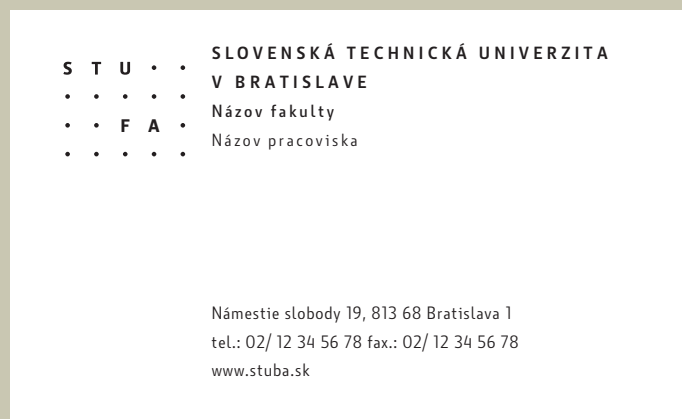 S T U · ·
· · · · ·
· · F A ·
· · · · ·
SLOVENSKÁ TECHNICKÁ UNIVERZITA
V BRATISLAVE
Názov fakulty
Názov pracoviska
Námestie slobody 19, 813 68 Bratislava 1
tel.: 02/ 12 34 56 78 fax.: 02/ 12 34 56 78
www.stuba.sk